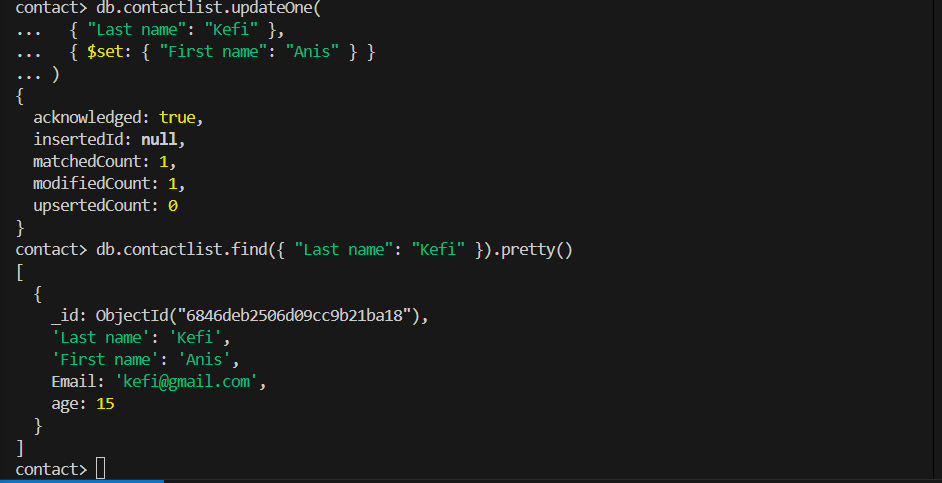 contact> db.contactlist.updateOne(
...   { "Last name": "Kefi" },
...   { $set: { "First name": "Anis" } }
... )
{
  acknowledged: true,
  insertedId: null,
  matchedCount: 1,
  modifiedCount: 1,
  upsertedCount: 0
}
contact> db.contactlist.find({ "Last name": "Kefi" }).pretty()
[
  {
    _id: ObjectId("6846deb2506d09cc9b21ba18"),
    'Last name': 'Kefi',
    'First name': 'Anis',
    Email: 'kefi@gmail.com',
    age: 15
  }
]
contact>